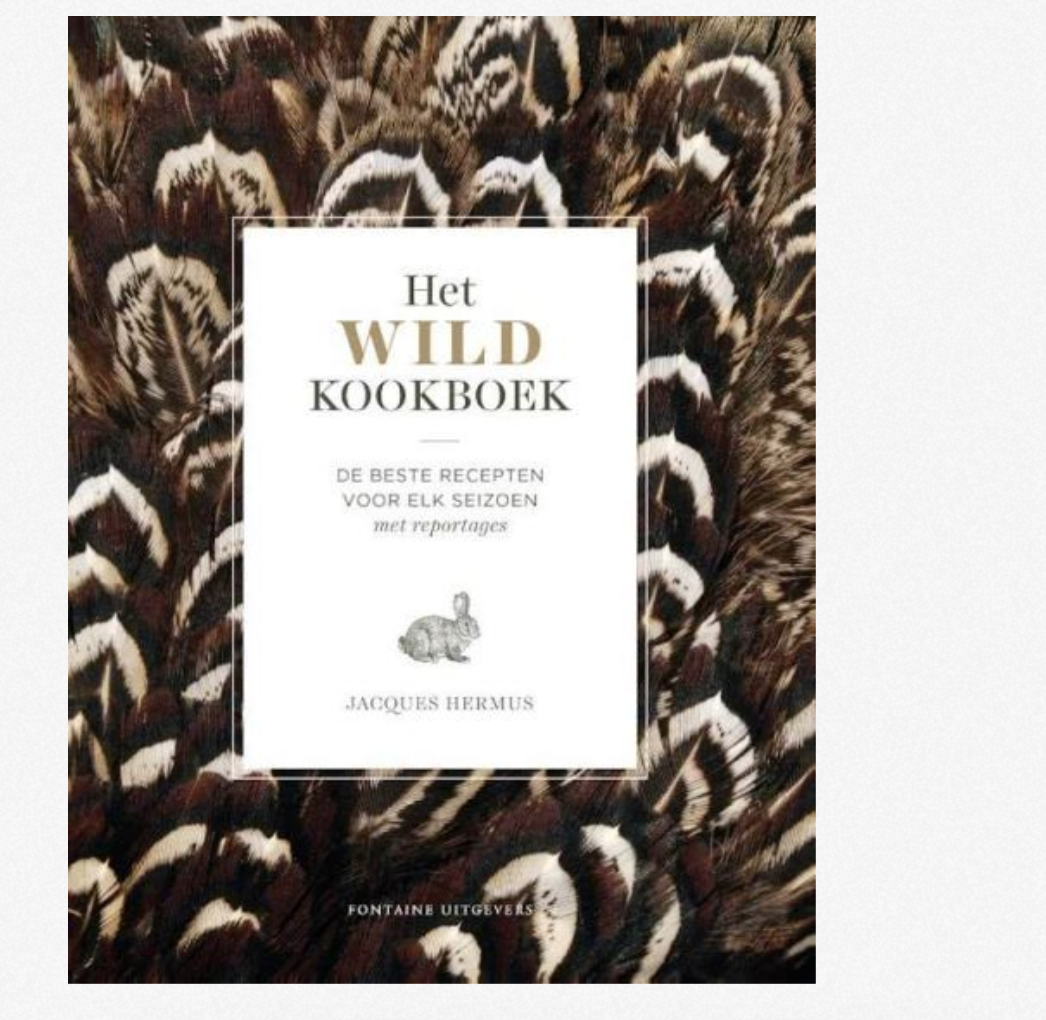 Het
WILD
KOOKBOEK
DE BESTE RECEPTEN
VOOR ELK SEIZOEN
met reportages
JACQUES HERMUS
FONTAINE UITGEVERS